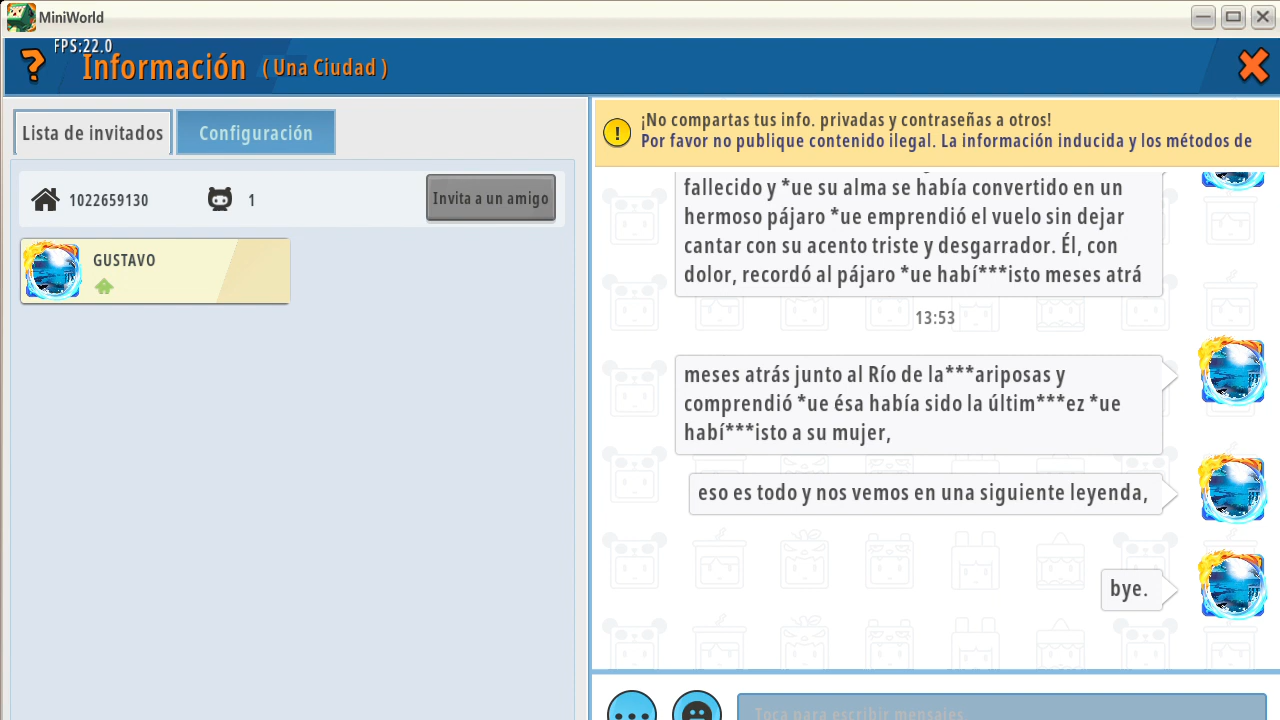 MiniWorld
FPS:22.0
Información
( Una Ciudad )
Lista de invitados
Configuración
1022659130
1
Invita a un amigo
GUSTAVO
¡No compartas tus info. privadas y contraseñas a otros!
Por favor no publique contenido ilegal. La información inducida y los métodos de
fallecido y *ue su alma se había convertido en un
hermoso pájaro *ue emprendió el vuelo sin dejar
cantar con su acento triste y desgarrador. Él, con
dolor, recordó al pájaro *ue habí***isto meses atrá
13:53
meses atrás junto al Río de la***ariposas y
comprendió *ue ésa había sido la últim***ez *ue
habí***isto a su mujer,
eso es todo y nos vemos en una siguiente leyenda,
bye.
Toca para escribir mensajes